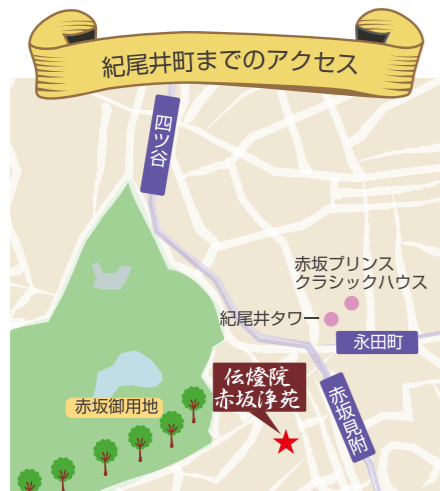 紀尾井町までのアクセス
四ツ谷
赤坂プリンス
クラシックハウス
紀尾井タワー
永田町
伝燈院
赤坂浄苑
赤坂御用地
赤坂見附